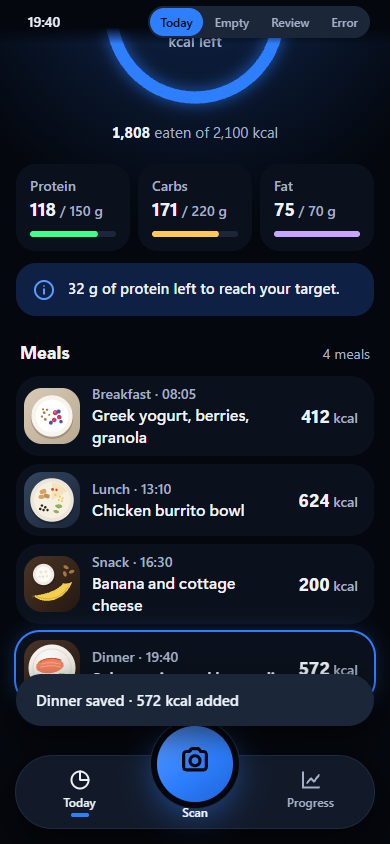 19:40
Today Empty Review Error
kcal left
1,808 eaten of 2,100 kcal
Protein
118 / 150 g
Carbs
171 / 220 g
Fat
75 / 70 g
32 g of protein left to reach your target.
Meals
4 meals
Breakfast · 08:05
Greek yogurt, berries,
granola
412 kcal
Lunch · 13:10
Chicken burrito bowl
624 kcal
Snack · 16:30
Banana and cottage
cheese
200 kcal
Dinner · 19:40
572 kcal
Dinner saved · 572 kcal added
Today
Scan
Progress